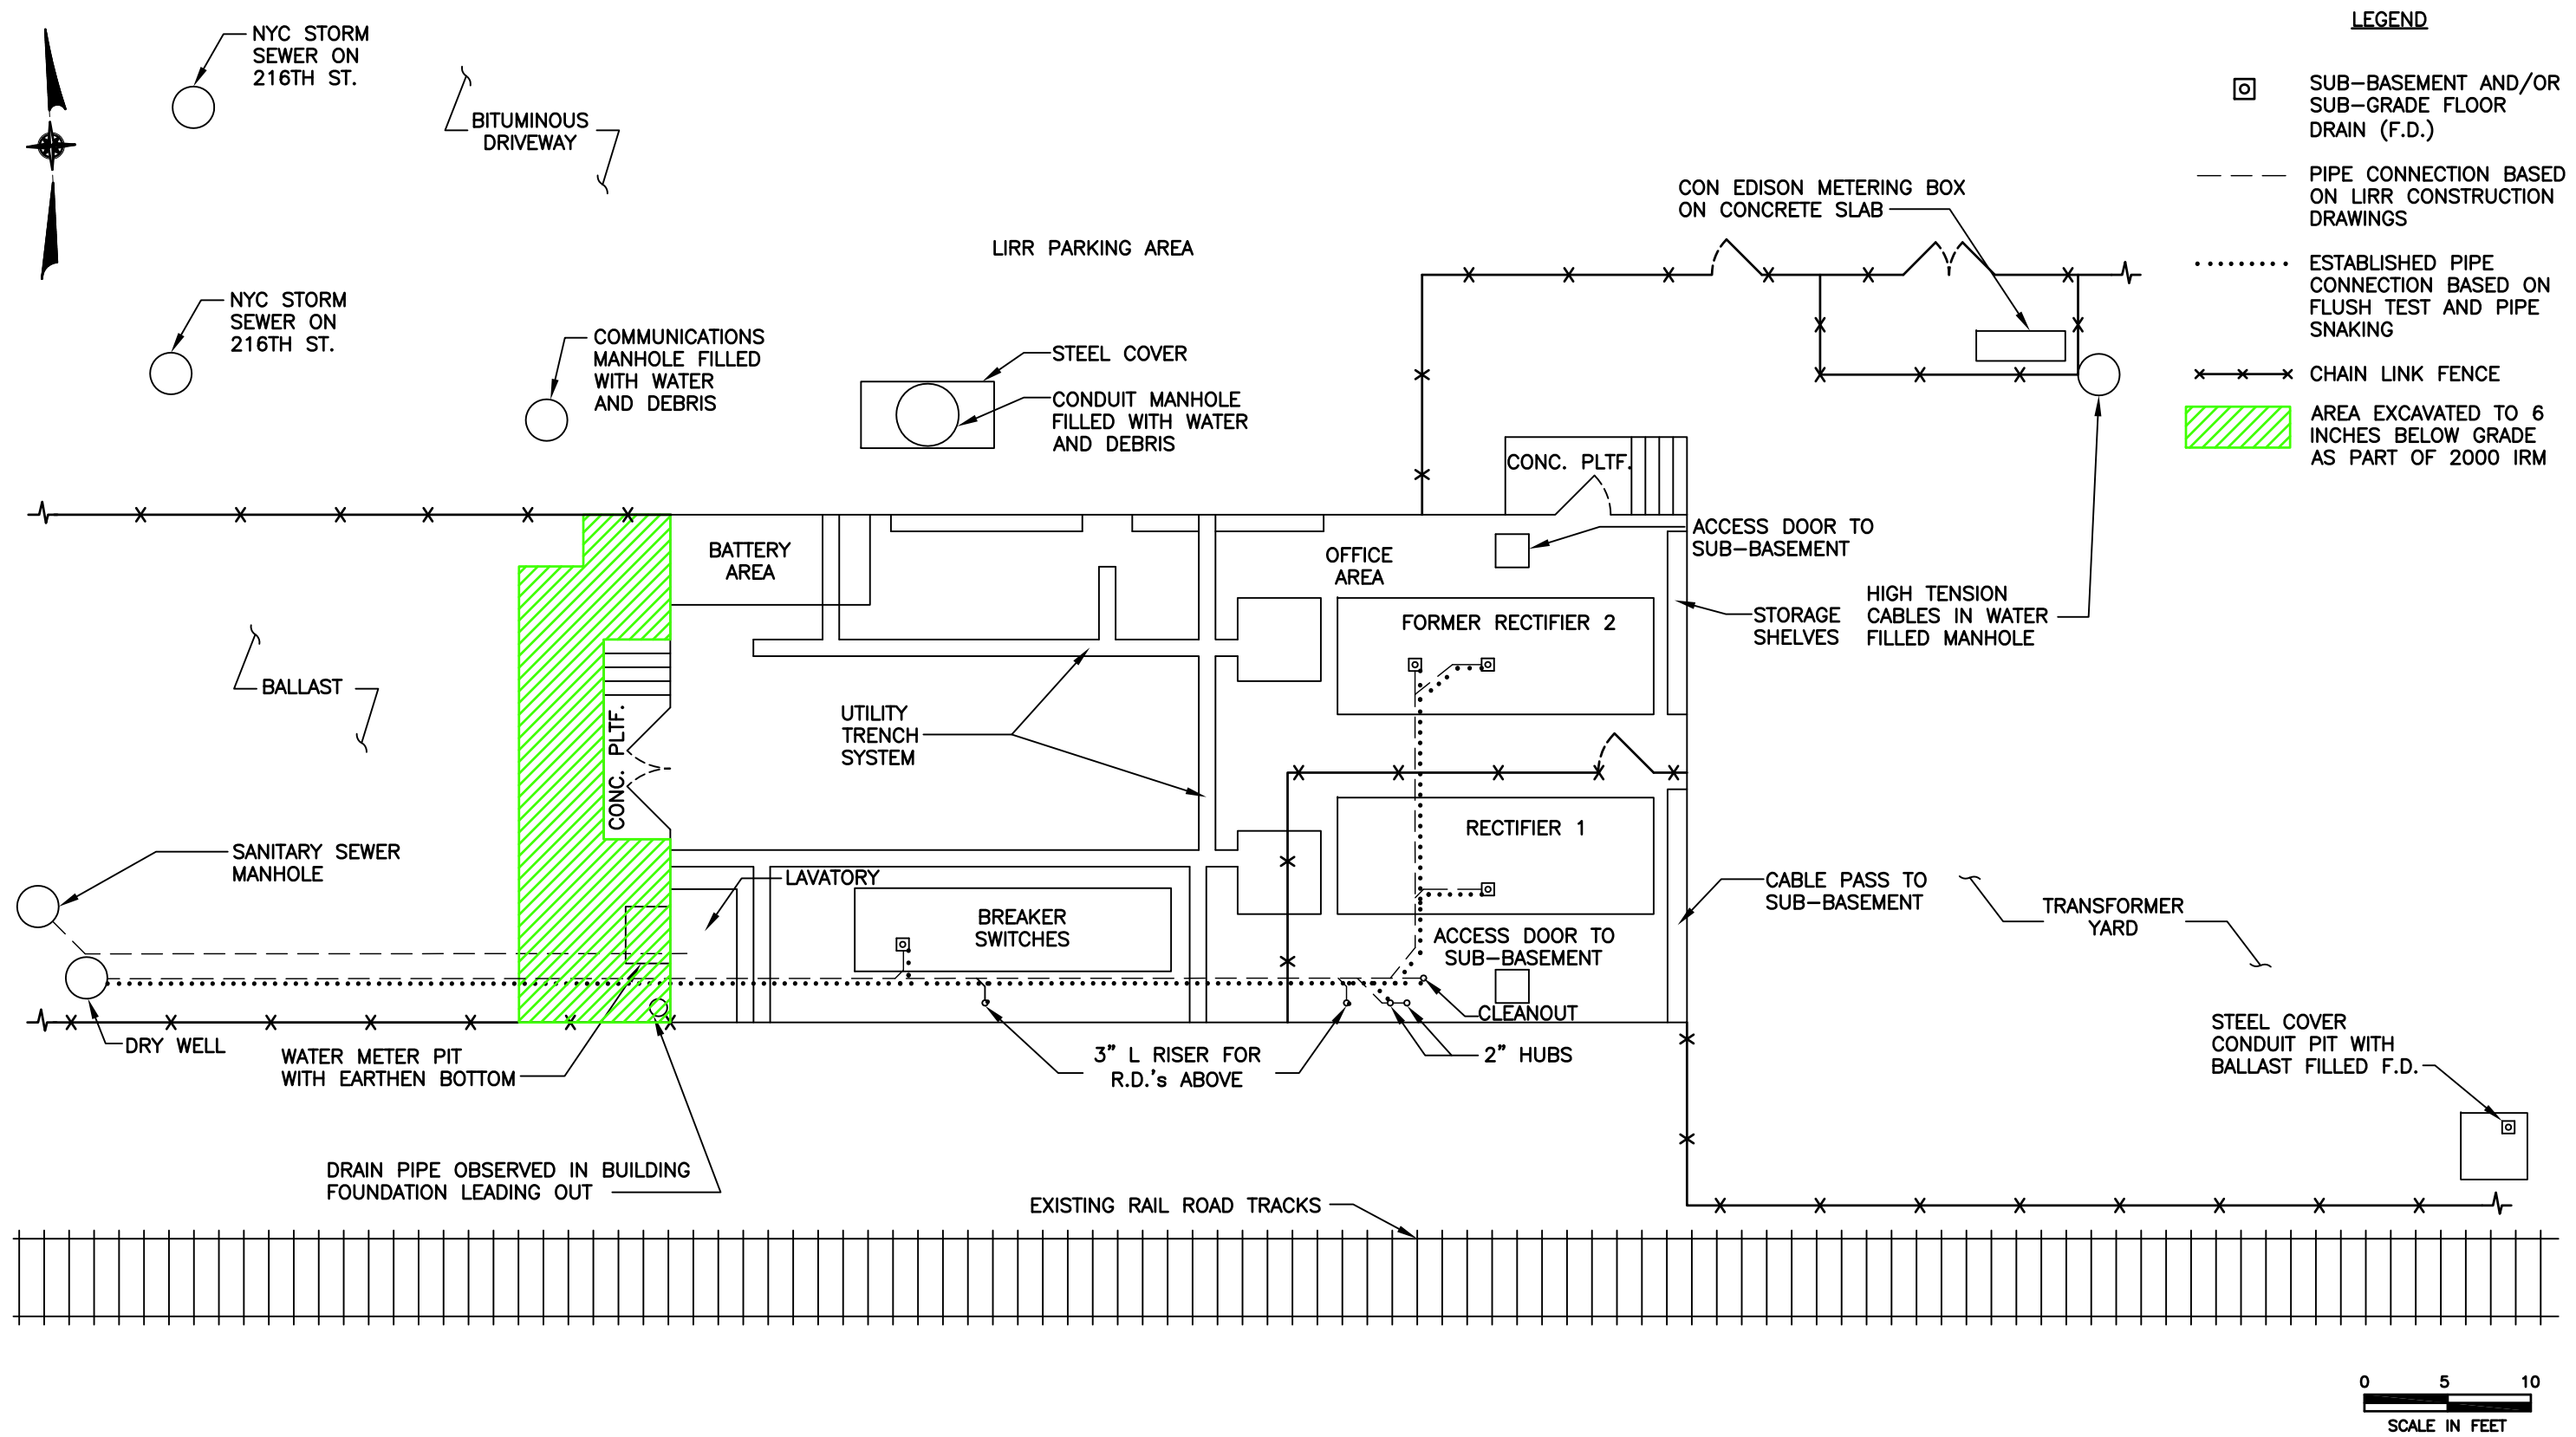 LEGEND
NYC STORM
SEWER ON
216TH ST.
BITUMINOUS
DRIVEWAY
SUB-BASEMENT AND/OR
SUB-GRADE FLOOR
DRAIN (F.D.)
PIPE CONNECTION BASED
ON LIRR CONSTRUCTION
DRAWINGS
ESTABLISHED PIPE
CONNECTION BASED ON
FLUSH TEST AND PIPE
SNAKING
CHAIN LINK FENCE
AREA EXCAVATED TO 6
INCHES BELOW GRADE
AS PART OF 2000 IRM
CON EDISON METERING BOX
ON CONCRETE SLAB
LIRR PARKING AREA
NYC STORM
SEWER ON
216TH ST.
COMMUNICATIONS
MANHOLE FILLED
WITH WATER
AND DEBRIS
STEEL COVER
CONDUIT MANHOLE
FILLED WITH WATER
AND DEBRIS
CONC. PLTF.
BATTERY
AREA
OFFICE
AREA
ACCESS DOOR TO
SUB-BASEMENT
STORAGE
SHELVES
HIGH TENSION
CABLES IN WATER
FILLED MANHOLE
FORMER RECTIFIER 2
BALLAST
CONC. PLTF.
UTILITY
TRENCH
SYSTEM
RECTIFIER 1
SANITARY SEWER
MANHOLE
LAVATORY
BREAKER
SWITCHES
CABLE PASS TO
SUB-BASEMENT
TRANSFORMER
YARD
ACCESS DOOR TO
SUB-BASEMENT
CLEANOUT
DRY WELL
WATER METER PIT
WITH EARTHEN BOTTOM
3" L RISER FOR
R.D.'s ABOVE
2" HUBS
STEEL COVER
CONDUIT PIT WITH
BALLAST FILLED F.D.
DRAIN PIPE OBSERVED IN BUILDING
FOUNDATION LEADING OUT
EXISTING RAIL ROAD TRACKS
0 5 10
SCALE IN FEET